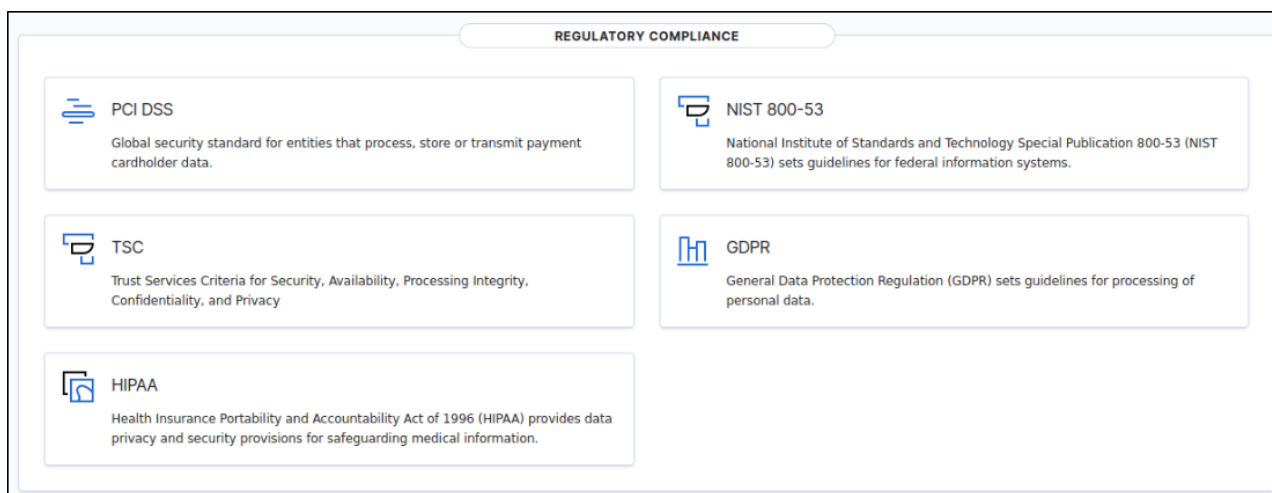 REGULATORY COMPLIANCE
PCI DSS
Global security standard for entities that process, store or transmit payment
cardholder data.
NIST 800-53
National Institute of Standards and Technology Special Publication 800-53 (NIST
800-53) sets guidelines for federal information systems.
TSC
Trust Services Criteria for Security, Availability, Processing Integrity,
Confidentiality, and Privacy
GDPR
General Data Protection Regulation (GDPR) sets guidelines for processing of
personal data.
HIPAA
Health Insurance Portability and Accountability Act of 1996 (HIPAA) provides data
privacy and security provisions for safeguarding medical information.